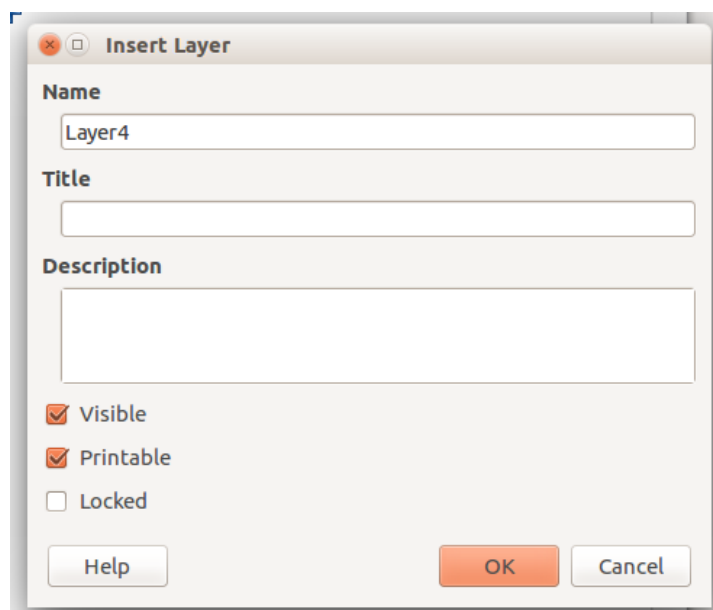 Insert Layer
Name
Layer4
Title
Description
Visible
Printable
Locked
Help OK Cancel